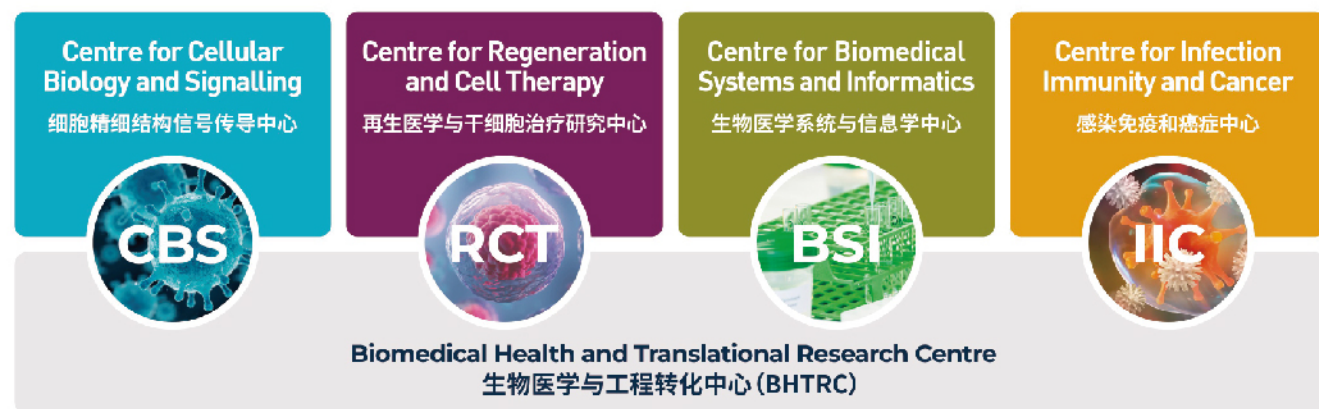 Centre for Cellular
Biology and Signalling
细胞精细结构信号传导中心
CBS
Centre for Regeneration
and Cell Therapy
再生医学与干细胞治疗研究中心
RCT
Centre for Biomedical
Systems and Informatics
生物医学系统与信息学中心
BSI
Centre for Infection
Immunity and Cancer
感染免疫和癌症中心
IIC
Biomedical Health and Translational Research Centre
生物医学与工程转化中心(BHTRC)